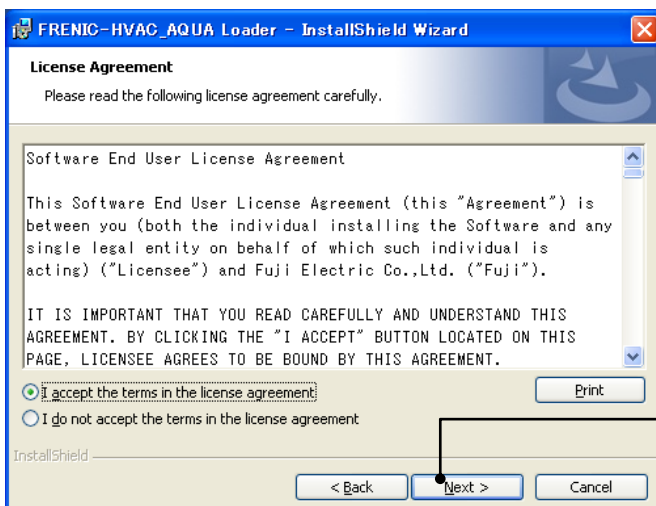 FRENIC-HVAC_AQUA Loader - InstallShield Wizard
License Agreement
Please read the following license agreement carefully.
Software End User License Agreement
This Software End User License Agreement (this "Agreement") is
between you (both the individual installing the Software and any
single legal entity on behalf of which such individual is
acting) ("Licensee") and Fuji Electric Co.,Ltd. ("Fuji").
IT IS IMPORTANT THAT YOU READ CAREFULLY AND UNDERSTAND THIS
AGREEMENT. BY CLICKING THE "I ACCEPT" BUTTON LOCATED ON THIS
PAGE, LICENSEE AGREES TO BE BOUND BY THIS AGREEMENT.
I accept the terms in the license agreement
Print
I do not accept the terms in the license agreement
InstallShield
< Back
Next >
Cancel